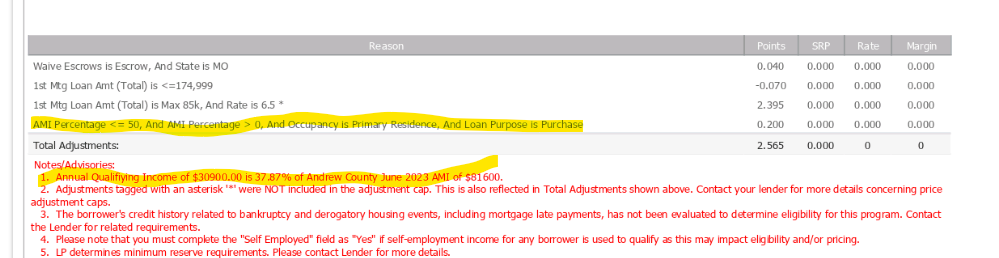 Reason Points SRP Rate Margin
Waive Escrows is Escrow, And State is MO 0.040 0.000 0.000 0.000
1st Mtg Loan Amt (Total) is <=174,999 -0.070 0.000 0.000 0.000
1st Mtg Loan Amt (Total) is Max 85k, And Rate is 6.5 * 2.395 0.000 0.000 0.000
AMI Percentage <= 50, And AMI Percentage > 0, And Occupancy is Primary Residence, And Loan Purpose is Purchase 0.200 0.000 0.000 0.000
Total Adjustments: 2.565 0.000 0 0
Notes/Advisories:
1. Annual Qualifying Income of $30900.00 is 37.87% of Andrew County June 2023 AMI of $81600.
2. Adjustments tagged with an asterisk '*' were NOT included in the adjustment cap. This is also reflected in Total Adjustments shown above. Contact your lender for more details concerning price
adjustment caps.
3. The borrower's credit history related to bankruptcy and derogatory housing events, including mortgage late payments, has not been evaluated to determine eligibility for this program. Contact
the Lender for related requirements.
4. Please note that you must complete the "Self Employed" field as "Yes" if self-employment income for any borrower is used to qualify as this may impact eligibility and/or pricing.
5. LP determines minimum reserve requirements. Please contact Lender for more details.